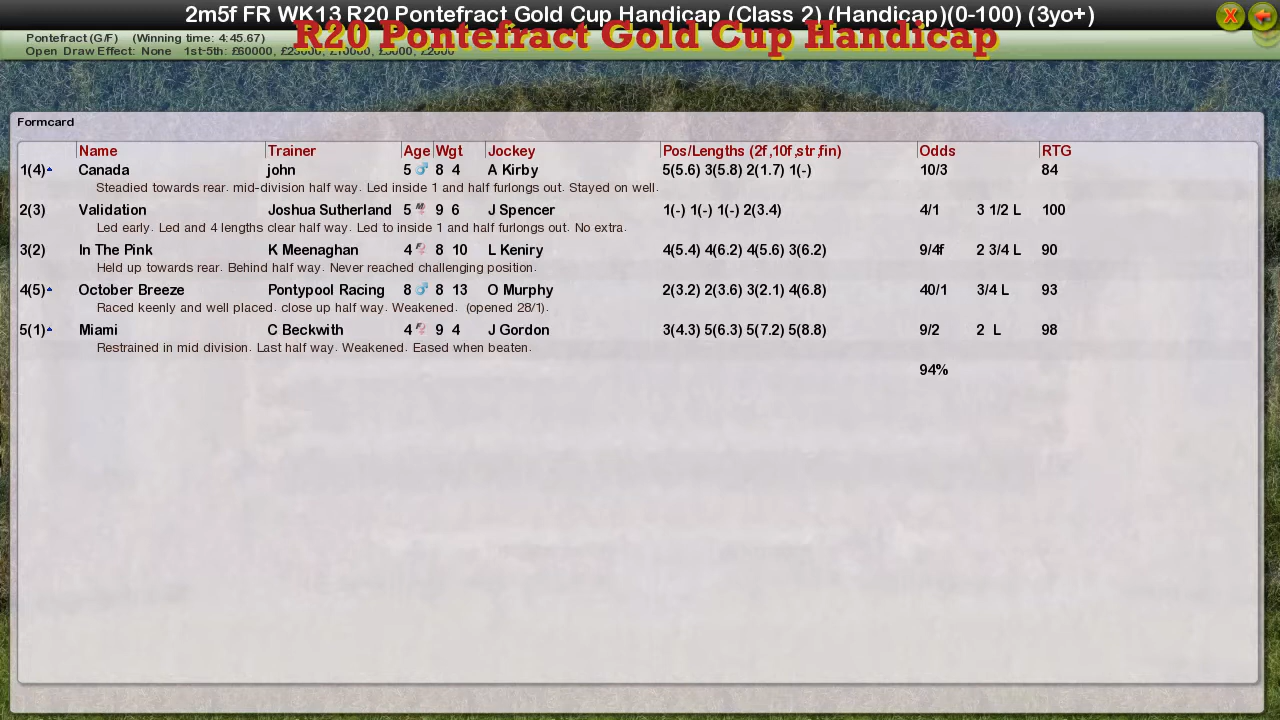 2m5f FR WK13 R20 Pontefract Gold Cup Handicap (Class 2) (Handicap)(0-100) (3yo+)
R20 Pontefract Gold Cup Handicap
Pontefract (G/F) (Winning time: 4:45.67)
Open Draw Effect: None 1st-5th: £60000,
Formcard
Name Trainer Age Wgt Jockey Pos/Lengths (2f,10f,str,fin) Odds RTG
1(4) Canada john 5 8 4 A Kirby 5(5.6) 3(5.8) 2(1.7) 1(-) 10/3 84
Steadied towards rear. mid-division half way. Led inside 1 and half furlongs out. Stayed on well.
2(3) Validation Joshua Sutherland 5 9 6 J Spencer 1(-) 1(-) 1(-) 2(3.4) 4/1 3 1/2 L 100
Led early. Led and 4 lengths clear half way. Led to inside 1 and half furlongs out. No extra.
3(2) In The Pink K Meenaghan 4 8 10 L Keniry 4(5.4) 4(6.2) 4(5.6) 3(6.2) 9/4f 2 3/4 L 90
Held up towards rear. Behind half way. Never reached challenging position.
4(5) October Breeze Pontypool Racing 8 8 13 O Murphy 2(3.2) 2(3.6) 3(2.1) 4(6.8) 40/1 3/4 L 93
Raced keenly and well placed. close up half way. Weakened. (opened 28/1).
5(1) Miami C Beckwith 4 9 4 J Gordon 3(4.3) 5(6.3) 5(7.2) 5(8.8) 9/2 2 L 98
Restrained in mid division. Last half way. Weakened. Eased when beaten.
94%